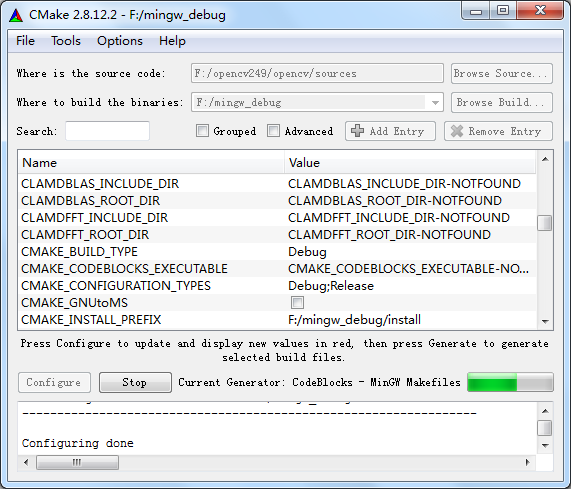 CMake 2.8.12.2 - F:/mingw_debug
File Tools Options Help
Where is the source code: F:/opencv249/opencv/sources Browse Source...
Where to build the binaries: F:/mingw_debug Browse Build...
Search: Grouped Advanced Add Entry Remove Entry
Name Value
CLAMDBLAS_INCLUDE_DIR CLAMDBLAS_INCLUDE_DIR-NOTFOUND
CLAMDBLAS_ROOT_DIR CLAMDBLAS_ROOT_DIR-NOTFOUND
CLAMDFFT_INCLUDE_DIR CLAMDFFT_INCLUDE_DIR-NOTFOUND
CLAMDFFT_ROOT_DIR CLAMDFFT_ROOT_DIR-NOTFOUND
CMAKE_BUILD_TYPE Debug
CMAKE_CODEBLOCKS_EXECUTABLE CMAKE_CODEBLOCKS_EXECUTABLE-NO...
CMAKE_CONFIGURATION_TYPES Debug;Release
CMAKE_GNUtoMS
CMAKE_INSTALL_PREFIX F:/mingw_debug/install
Press Configure to update and display new values in red, then press Generate to generate
selected build files.
Configure Stop Current Generator: CodeBlocks - MinGW Makefiles
Configuring done